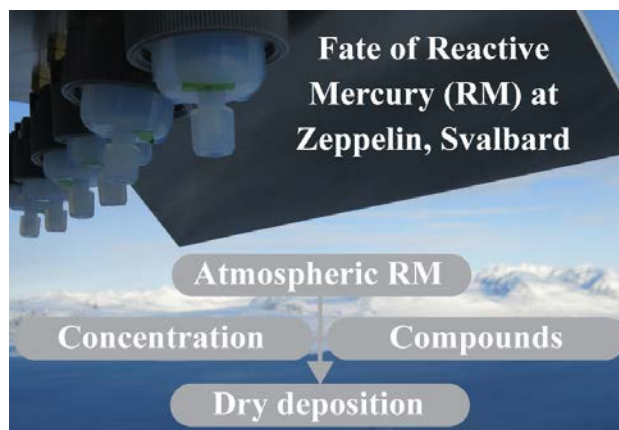 Fate of Reactive
Mercury (RM) at
Zeppelin, Svalbard
Atmospheric RM
Concentration
Compounds
Dry deposition